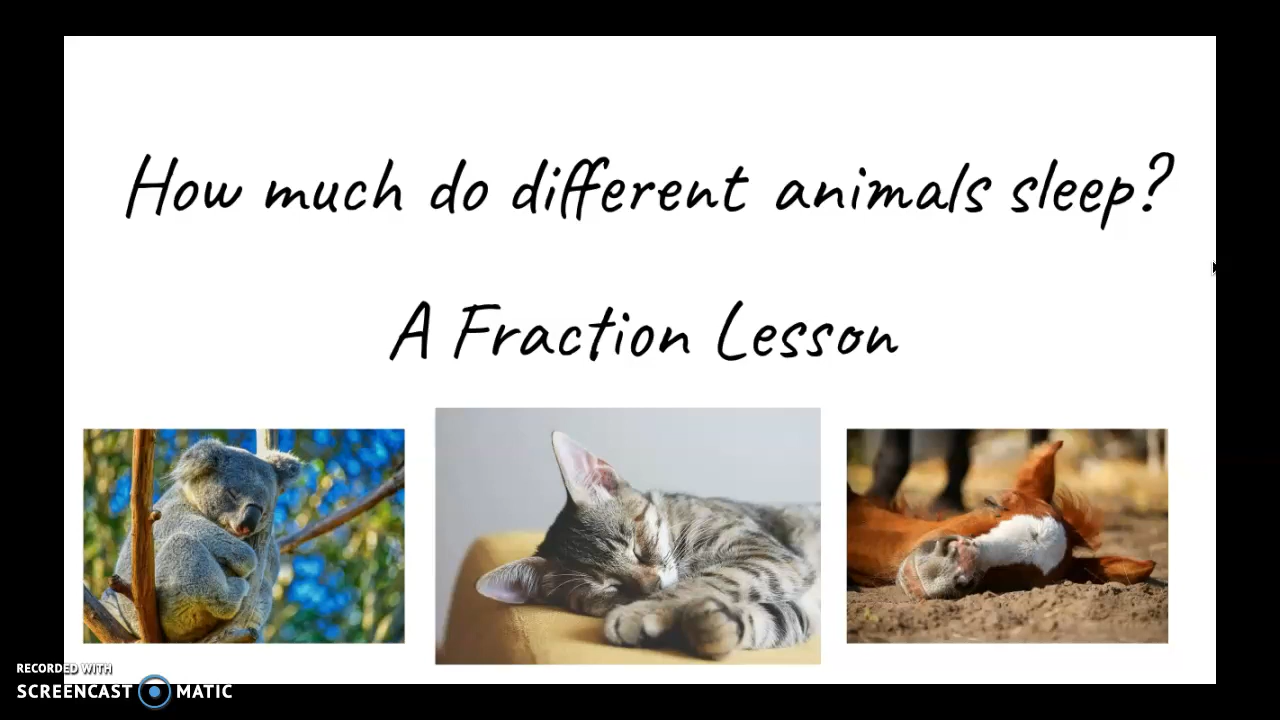 How much do different animals sleep?
A Fraction Lesson
RECORDED WITH
SCREENCAST MATIC